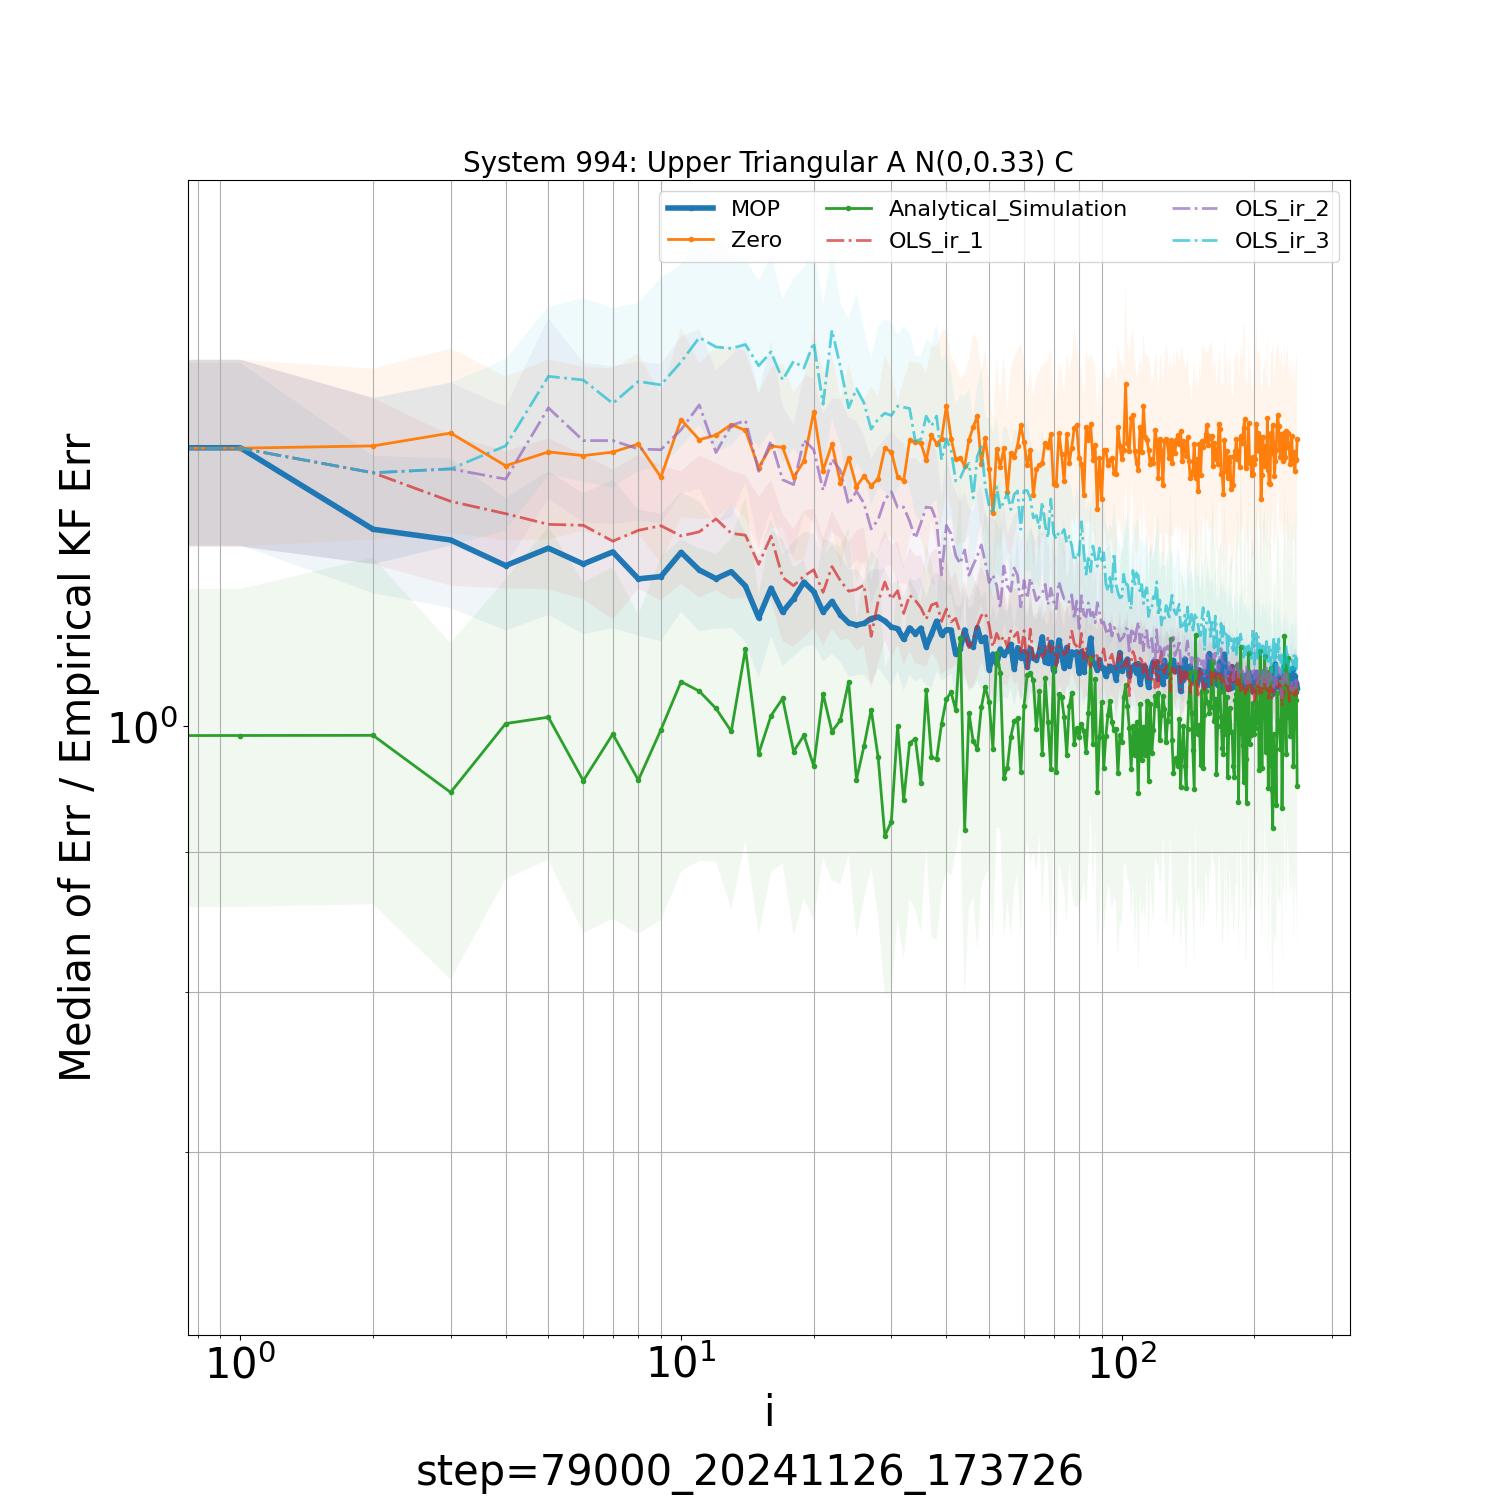 System 994: Upper Triangular A N(0,0.33) C
MOP
Zero
Analytical_Simulation
OLS_ir_1
OLS_ir_2
OLS_ir_3
Median of Err / Empirical KF Err
10⁰
10⁰ 10¹ 10²
i
step=79000_20241126_173726